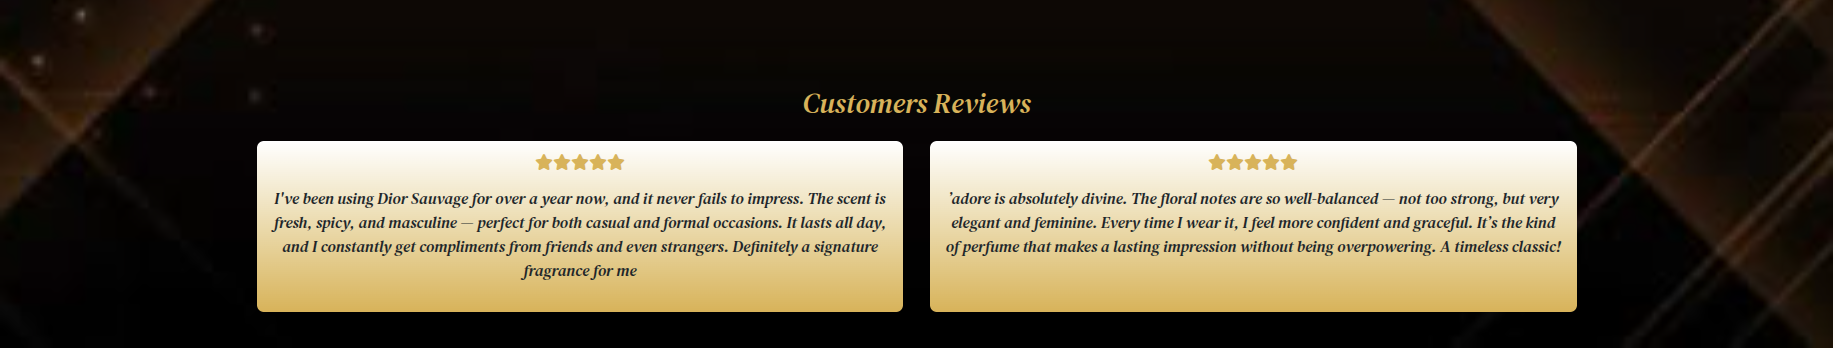 Customers Reviews
I've been using Dior Sauvage for over a year now, and it never fails to impress. The scent is
fresh, spicy, and masculine — perfect for both casual and formal occasions. It lasts all day,
and I constantly get compliments from friends and even strangers. Definitely a signature
fragrance for me
’adore is absolutely divine. The floral notes are so well-balanced — not too strong, but very
elegant and feminine. Every time I wear it, I feel more confident and graceful. It’s the kind
of perfume that makes a lasting impression without being overpowering. A timeless classic!